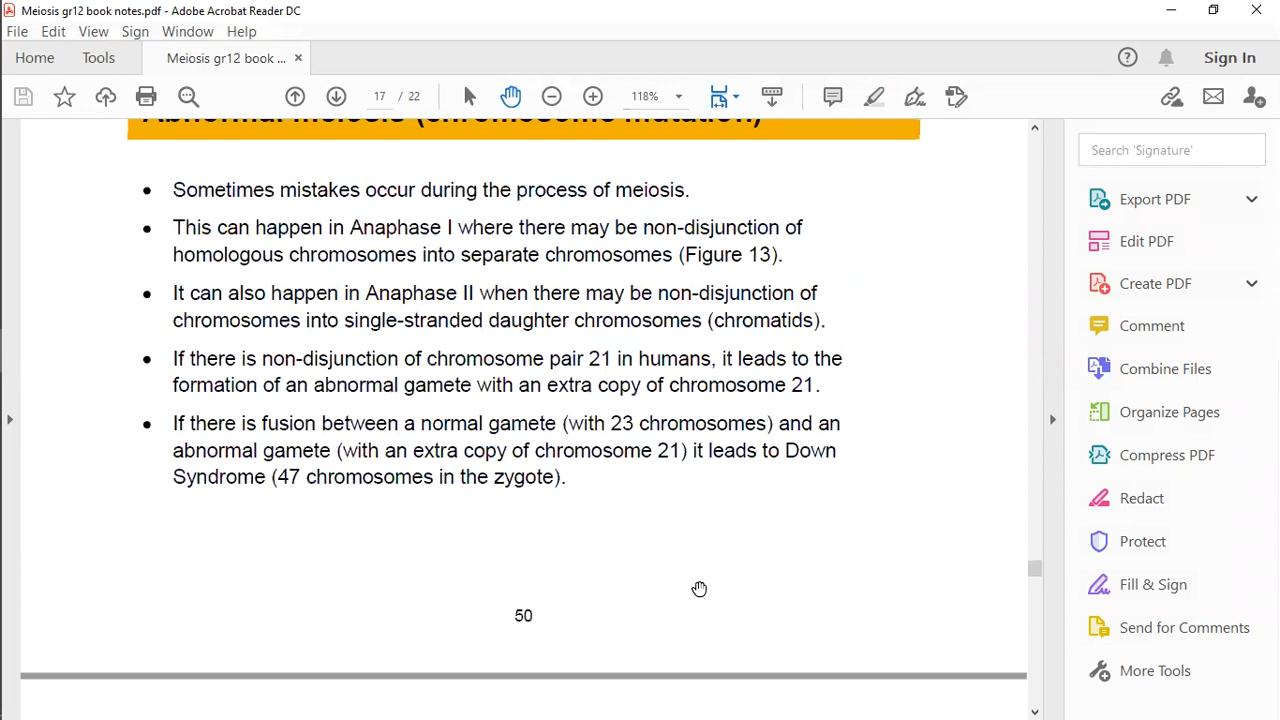 Meiosis gr12 book notes.pdf - Adobe Acrobat Reader DC
File Edit View Sign Window Help
Home Tools Meiosis gr12 book ... × Sign In
17 / 22 118%
Abnormal meiosis (chromosome mutation)
Search 'Signature'
• Sometimes mistakes occur during the process of meiosis.
• This can happen in Anaphase I where there may be non-disjunction of
homologous chromosomes into separate chromosomes (Figure 13).
• It can also happen in Anaphase II when there may be non-disjunction of
chromosomes into single-stranded daughter chromosomes (chromatids).
• If there is non-disjunction of chromosome pair 21 in humans, it leads to the
formation of an abnormal gamete with an extra copy of chromosome 21.
• If there is fusion between a normal gamete (with 23 chromosomes) and an
abnormal gamete (with an extra copy of chromosome 21) it leads to Down
Syndrome (47 chromosomes in the zygote).
50
Export PDF
Edit PDF
Create PDF
Comment
Combine Files
Organize Pages
Compress PDF
Redact
Protect
Fill & Sign
Send for Comments
More Tools